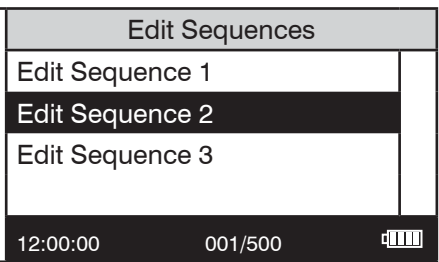 Edit Sequences
Edit Sequence 1
Edit Sequence 2
Edit Sequence 3
12:00:00 001/500